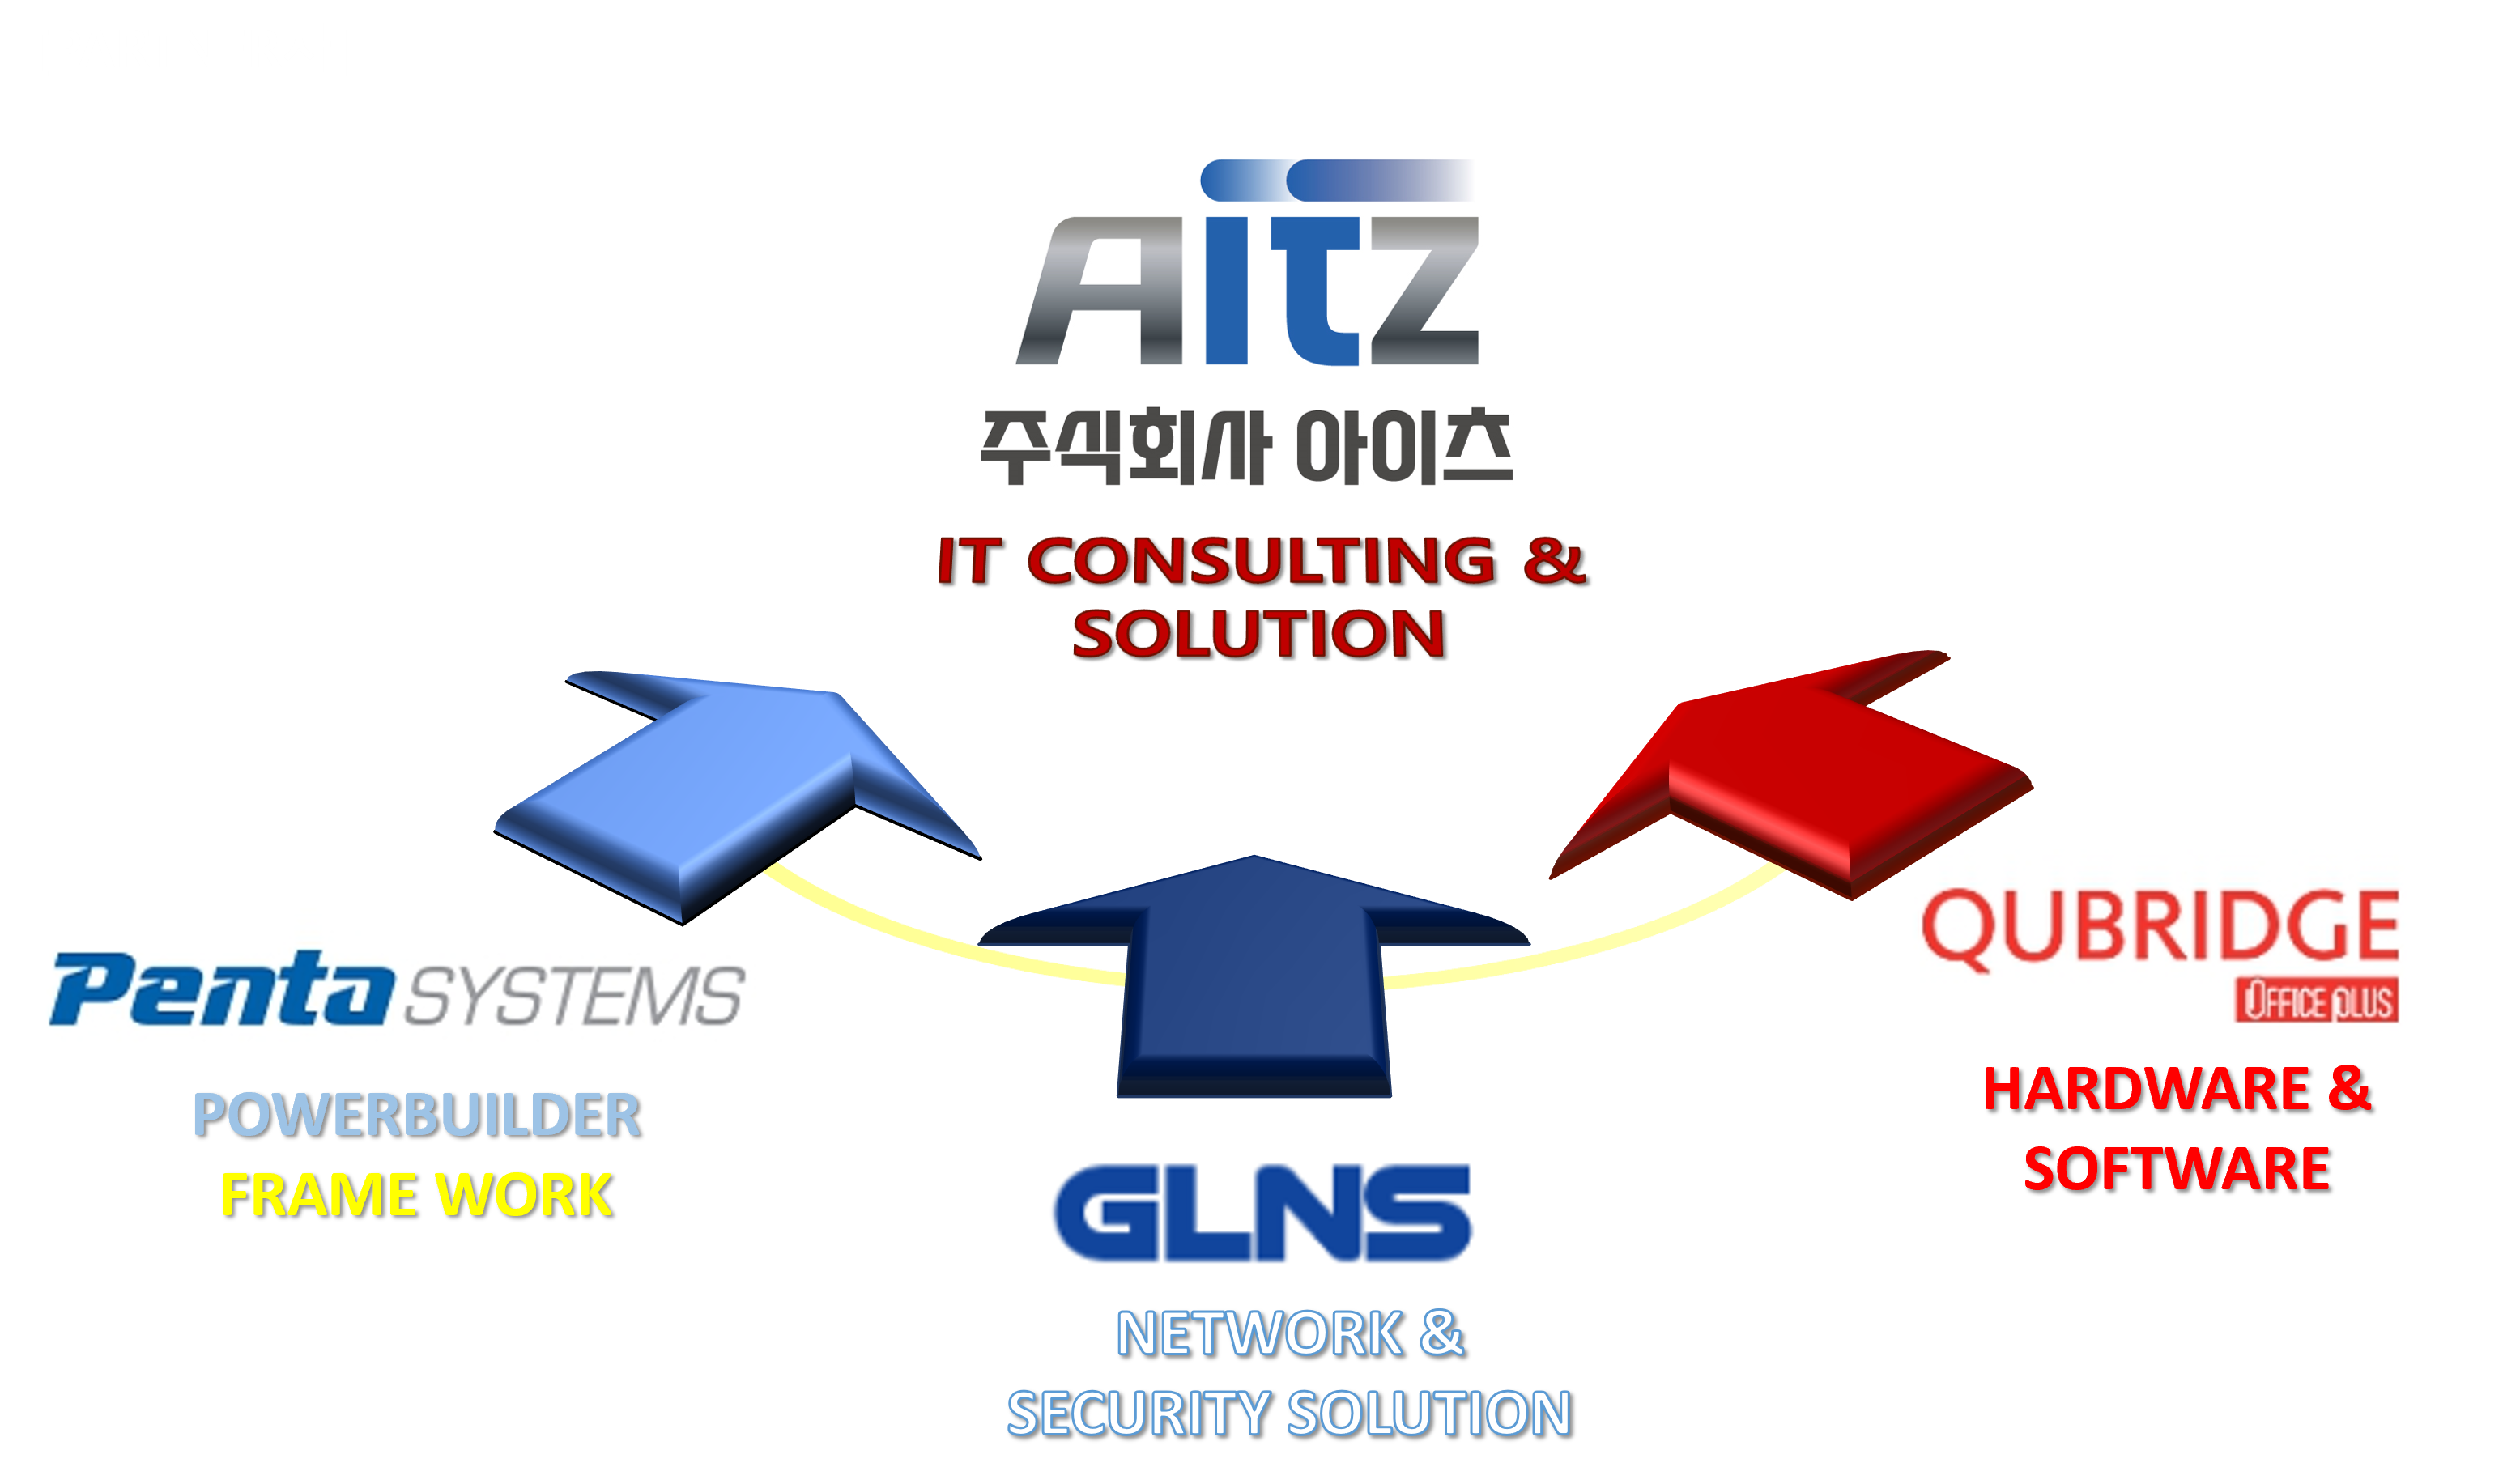 AITZ
주식회사 아이츠
IT CONSULTING &
SOLUTION
Penta SYSTEMS
POWERBUILDER
FRAME WORK
GLNS
NETWORK &
SECURITY SOLUTION
QUBRIDGE
OFFICE PLUS
HARDWARE &
SOFTWARE